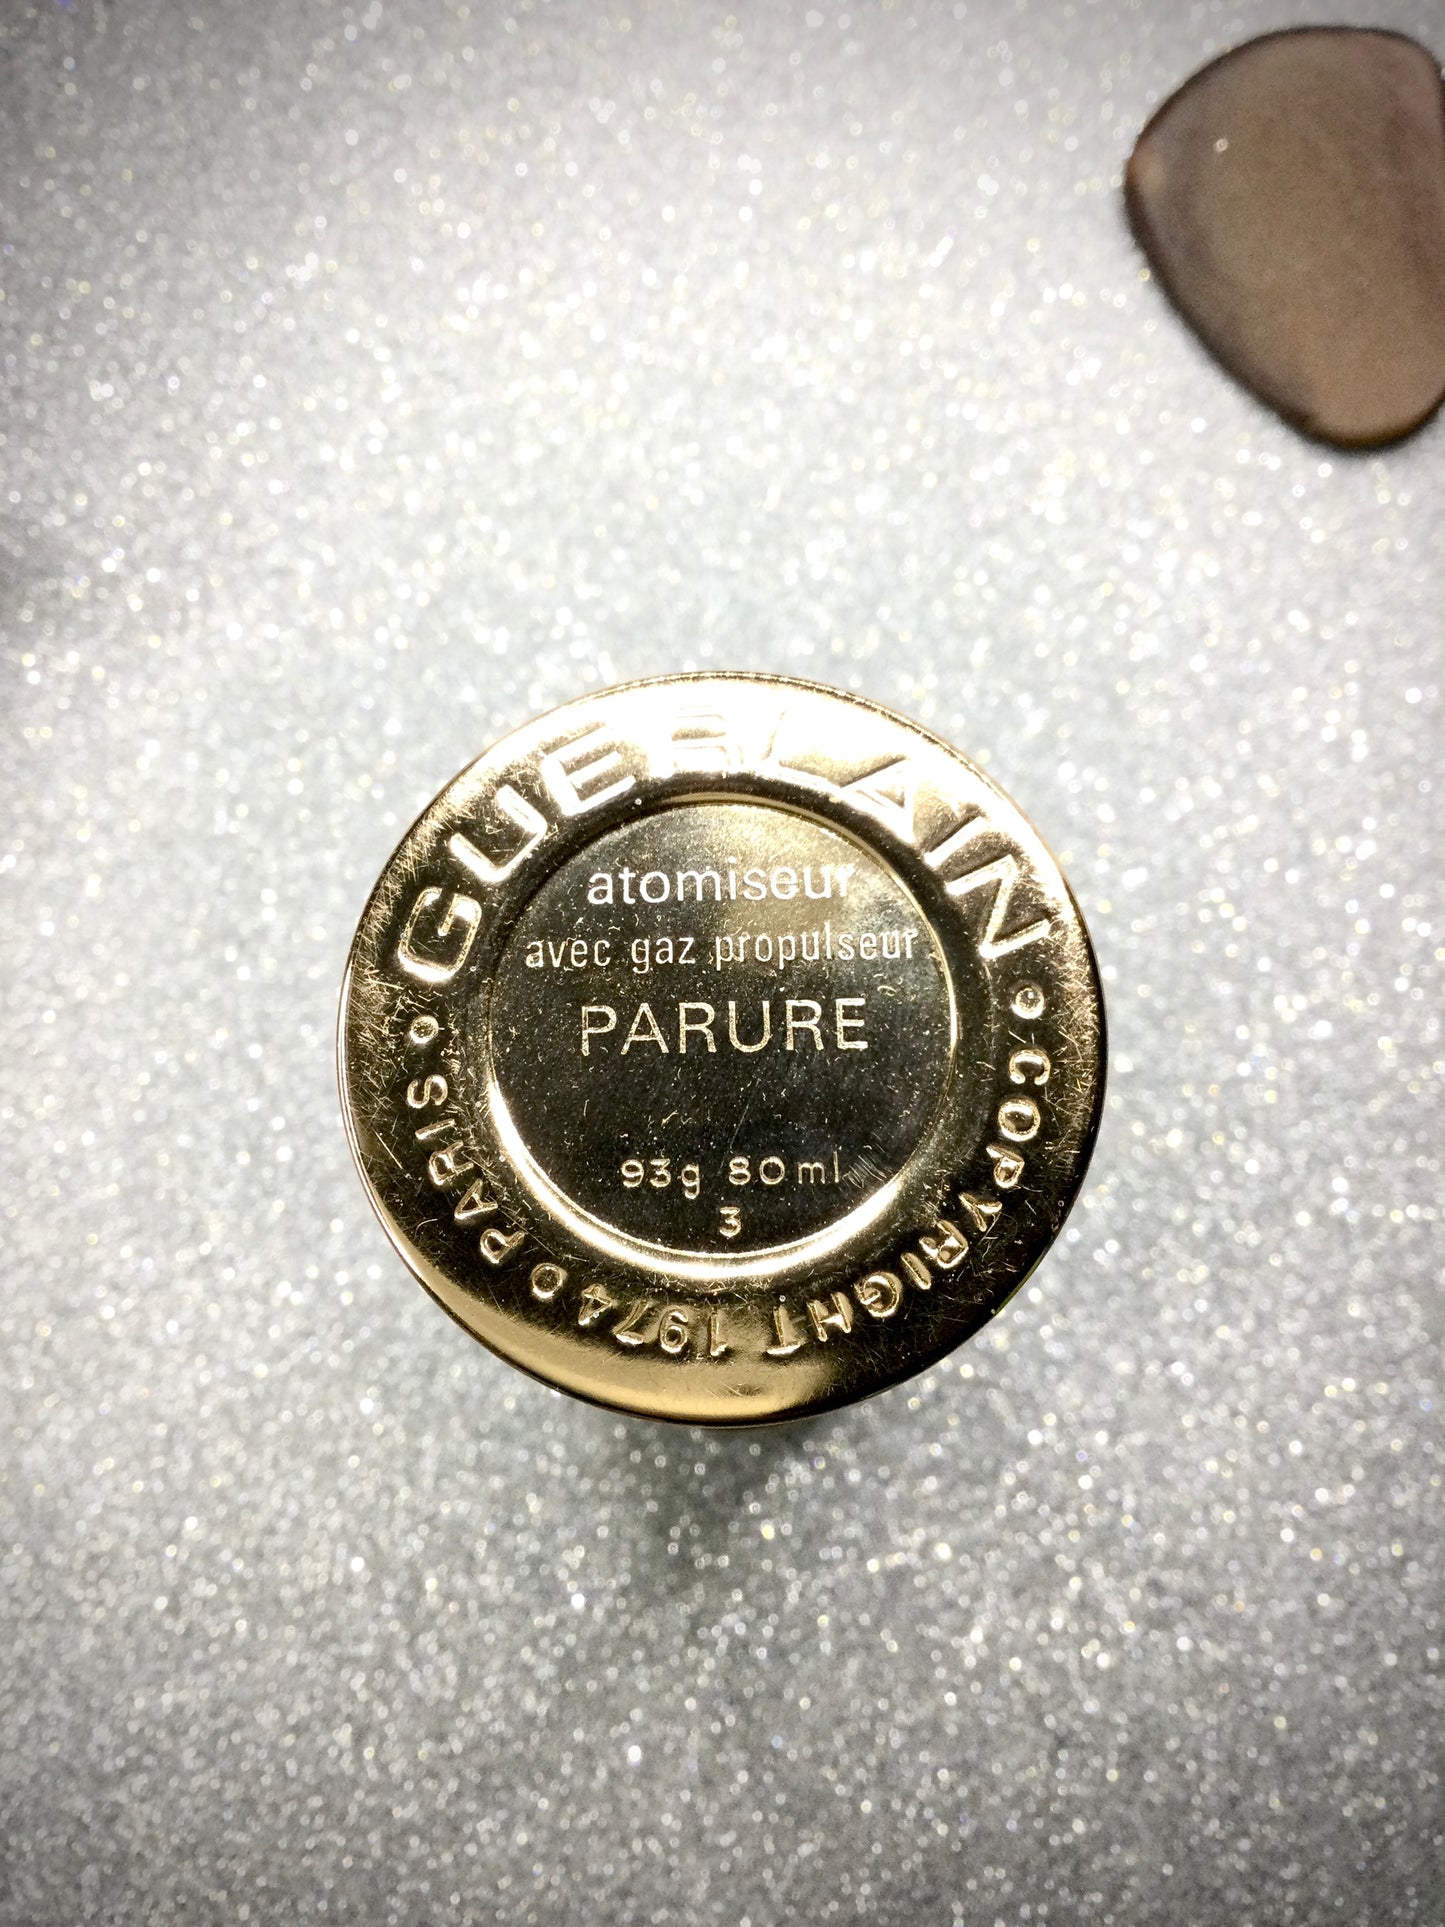 GUERLAIN
atomiseur
avec gaz propulseur
PARURE
93g 80ml
3
• COPYRIGHT 1974 © PARIS •